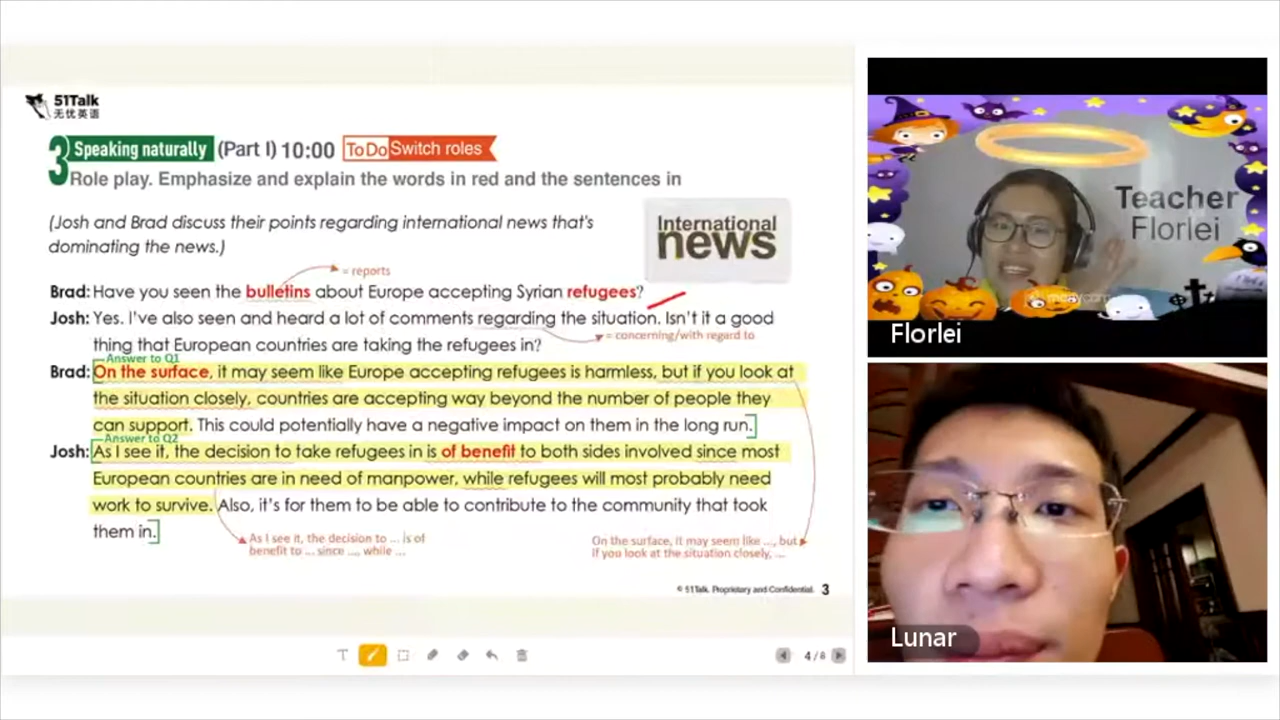 51Talk
无忧英语
3 Speaking naturally (Part I) 10:00 To Do Switch roles
Role play. Emphasize and explain the words in red and the sentences in
(Josh and Brad discuss their points regarding international news that's
dominating the news.)
International
news
= reports
Brad: Have you seen the bulletins about Europe accepting Syrian refugees?
Josh: Yes. I've also seen and heard a lot of comments regarding the situation. Isn't it a good
= concerning/with regard to
thing that European countries are taking the refugees in?
Answer to Q1
Brad: On the surface, it may seem like Europe accepting refugees is harmless, but if you look at
the situation closely, countries are accepting way beyond the number of people they
can support. This could potentially have a negative impact on them in the long run.
Answer to Q2
Josh: As I see it, the decision to take refugees in is of benefit to both sides involved since most
European countries are in need of manpower, while refugees will most probably need
work to survive. Also, it's for them to be able to contribute to the community that took
them in.
As I see it, the decision to ... is of
benefit to ... since ..., while ...
On the surface, it may seem like ..., but
if you look at the situation closely, ...
© 51Talk. Proprietary and Confidential. 3
T
4 / 8
Teacher
Florlei
Florlei
Lunar